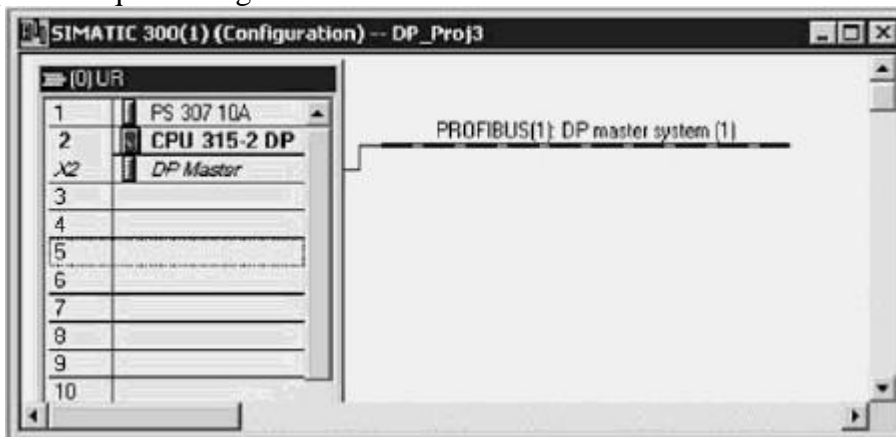 SIMATIC 300(1) (Configuration) -- DP_Proj3
(0) UR
1 PS 307 10A
2 CPU 315-2 DP
X2 DP Master
3
4
5
6
7
8
9
10
PROFIBUS(1): DP master system (1)